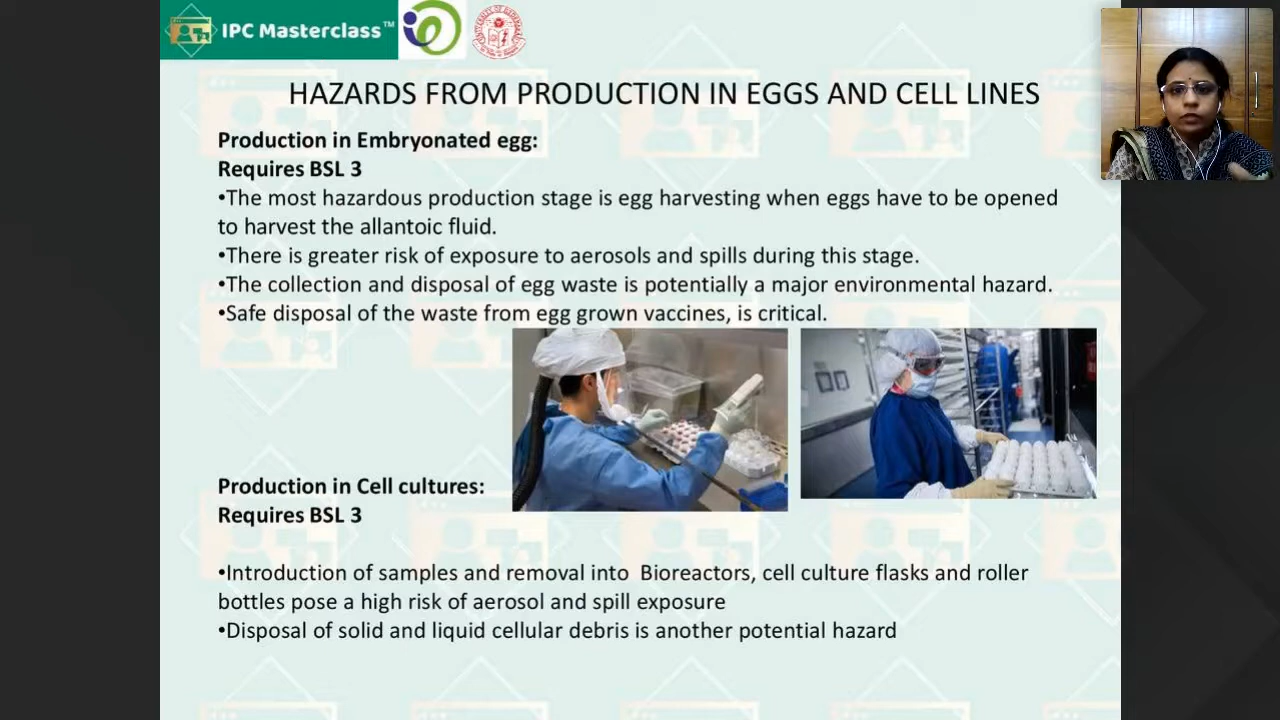 IPC Masterclass™
HAZARDS FROM PRODUCTION IN EGGS AND CELL LINES
Production in Embryonated egg:
Requires BSL 3
•The most hazardous production stage is egg harvesting when eggs have to be opened
to harvest the allantoic fluid.
•There is greater risk of exposure to aerosols and spills during this stage.
•The collection and disposal of egg waste is potentially a major environmental hazard.
•Safe disposal of the waste from egg grown vaccines, is critical.
Production in Cell cultures:
Requires BSL 3
•Introduction of samples and removal into  Bioreactors, cell culture flasks and roller
bottles pose a high risk of aerosol and spill exposure
•Disposal of solid and liquid cellular debris is another potential hazard